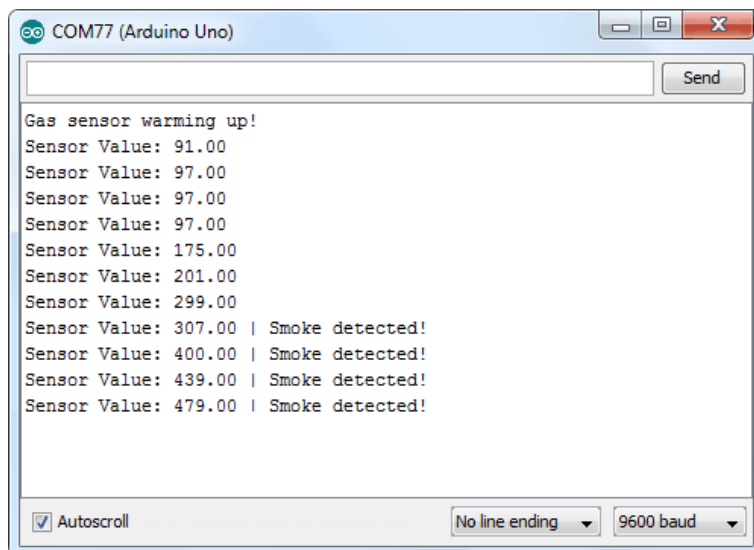 COM77 (Arduino Uno)
Send
Gas sensor warming up!
Sensor Value: 91.00
Sensor Value: 97.00
Sensor Value: 97.00
Sensor Value: 97.00
Sensor Value: 175.00
Sensor Value: 201.00
Sensor Value: 299.00
Sensor Value: 307.00 | Smoke detected!
Sensor Value: 400.00 | Smoke detected!
Sensor Value: 439.00 | Smoke detected!
Sensor Value: 479.00 | Smoke detected!
Autoscroll No line ending 9600 baud